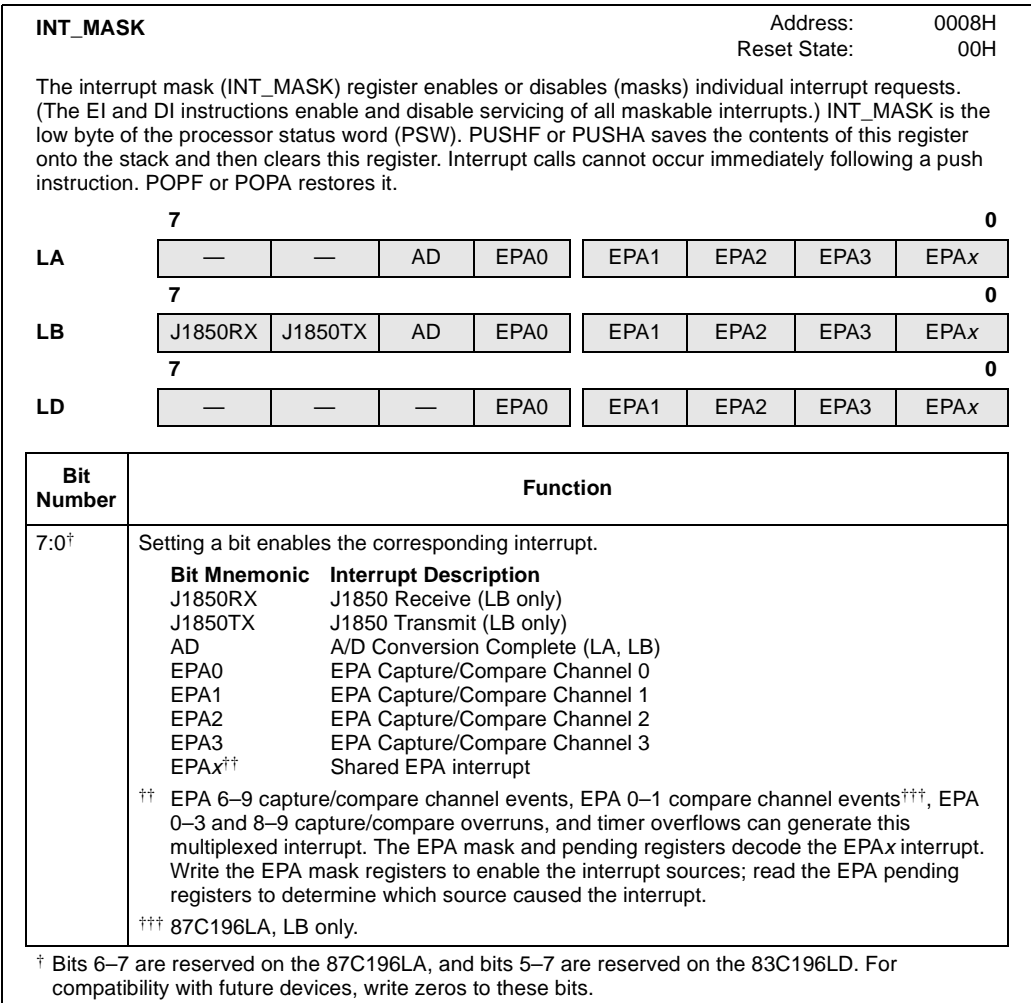 INT_MASK Address: 0008H
Reset State: 00H
The interrupt mask (INT_MASK) register enables or disables (masks) individual interrupt requests.
(The EI and DI instructions enable and disable servicing of all maskable interrupts.) INT_MASK is the
low byte of the processor status word (PSW). PUSHF or PUSHA saves the contents of this register
onto the stack and then clears this register. Interrupt calls cannot occur immediately following a push
instruction. POPF or POPA restores it.
7 0
LA — — AD EPA0 EPA1 EPA2 EPA3 EPAx
7 0
LB J1850RX J1850TX AD EPA0 EPA1 EPA2 EPA3 EPAx
7 0
LD — — — EPA0 EPA1 EPA2 EPA3 EPAx
Bit
Number Function
7:0† Setting a bit enables the corresponding interrupt.
Bit Mnemonic Interrupt Description
J1850RX J1850 Receive (LB only)
J1850TX J1850 Transmit (LB only)
AD A/D Conversion Complete (LA, LB)
EPA0 EPA Capture/Compare Channel 0
EPA1 EPA Capture/Compare Channel 1
EPA2 EPA Capture/Compare Channel 2
EPA3 EPA Capture/Compare Channel 3
EPAx†† Shared EPA interrupt
†† EPA 6–9 capture/compare channel events, EPA 0–1 compare channel events†††, EPA
0–3 and 8–9 capture/compare overruns, and timer overflows can generate this
multiplexed interrupt. The EPA mask and pending registers decode the EPAx interrupt.
Write the EPA mask registers to enable the interrupt sources; read the EPA pending
registers to determine which source caused the interrupt.
††† 87C196LA, LB only.
† Bits 6–7 are reserved on the 87C196LA, and bits 5–7 are reserved on the 83C196LD. For
compatibility with future devices, write zeros to these bits.